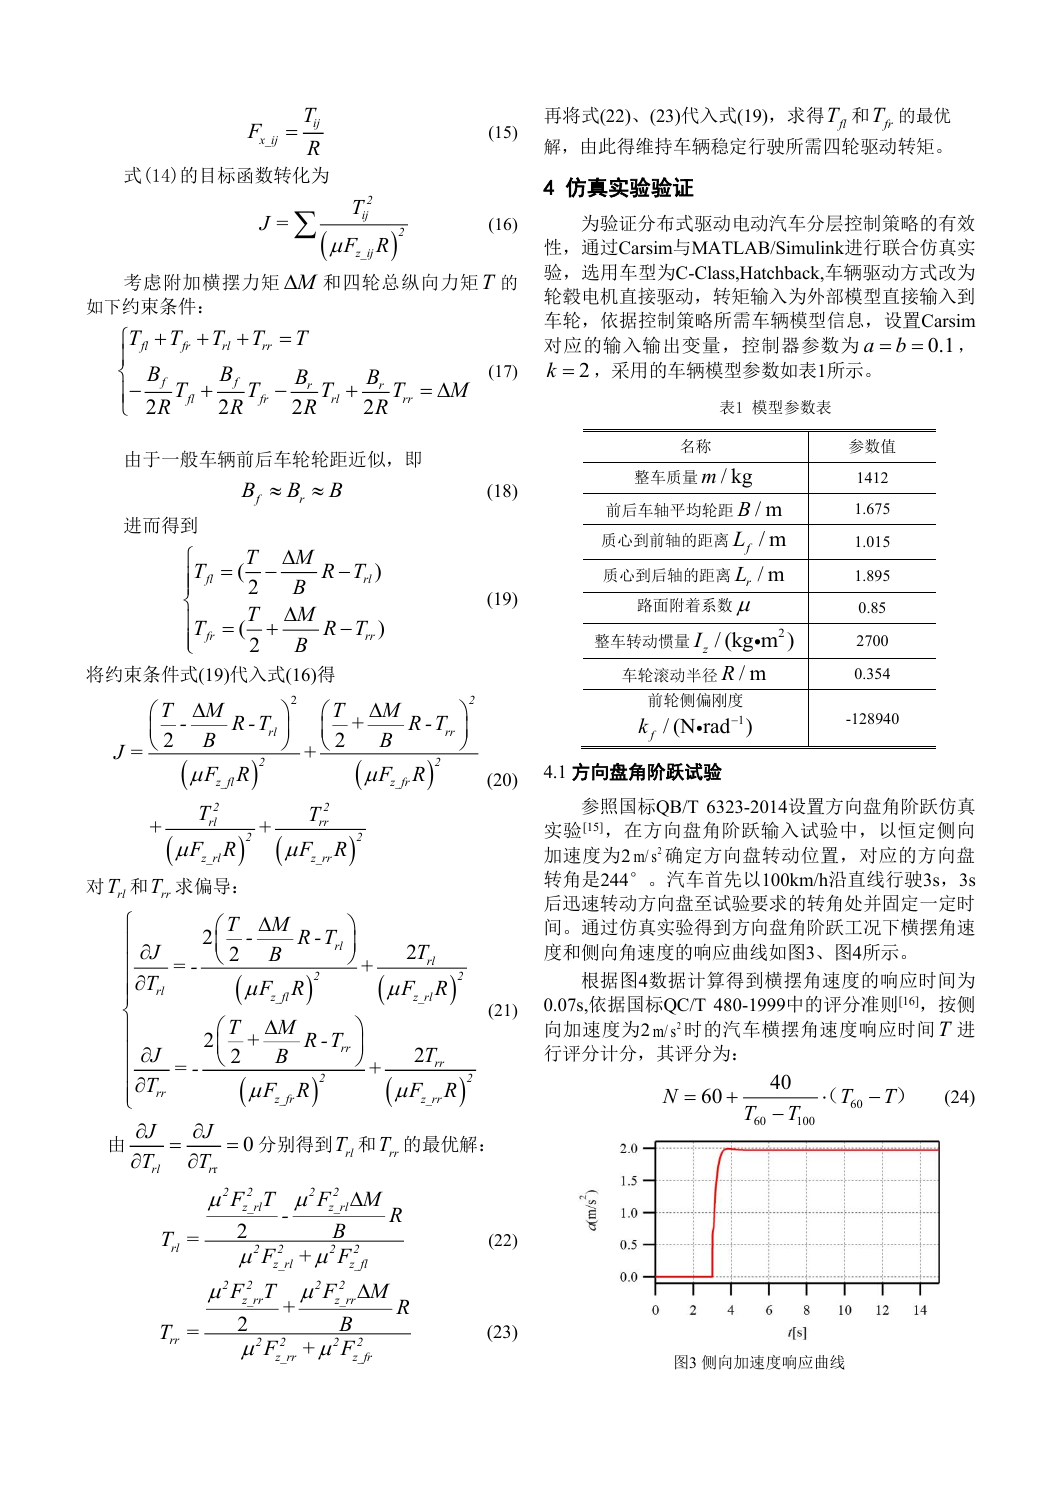 F_{x_ij} = T_{ij} / R (15)
式(14)的目标函数转化为
J = ∑ T_{ij}^2 / (μF_{z_ij}R)^2 (16)
考虑附加横摆力矩 ΔM 和四轮总纵向力矩 T 的
如下约束条件：
{ T_{fl} + T_{fr} + T_{rl} + T_{rr} = T
−B_f/2R T_{fl} + B_f/2R T_{fr} − B_r/2R T_{rl} + B_r/2R T_{rr} = ΔM (17)
由于一般车辆前后车轮轮距近似，即
B_f ≈ B_r ≈ B (18)
进而得到
{ T_{fl} = (T/2 − ΔM/B R − T_{rl})
T_{fr} = (T/2 + ΔM/B R − T_{rr}) (19)
将约束条件式(19)代入式(16)得
J = (T/2 - ΔM/B R - T_{rl})^2 / (μF_{z_fl}R)^2 + (T/2 + ΔM/B R - T_{rr})^2 / (μF_{z_fr}R)^2 (20)
+ T_{rl}^2 / (μF_{z_rl}R)^2 + T_{rr}^2 / (μF_{z_rr}R)^2
对 T_{rl} 和 T_{rr} 求偏导：
{ ∂J/∂T_{rl} = - 2(T/2 - ΔM/B R - T_{rl}) / (μF_{z_fl}R)^2 + 2T_{rl} / (μF_{z_rl}R)^2
∂J/∂T_{rr} = - 2(T/2 + ΔM/B R - T_{rr}) / (μF_{z_fr}R)^2 + 2T_{rr} / (μF_{z_rr}R)^2 (21)
由 ∂J/∂T_{rl} = ∂J/∂T_{rr} = 0 分别得到 T_{rl} 和 T_{rr} 的最优解：
T_{rl} = (μ^2F_{z_rl}^2T/2 - μ^2F_{z_rl}^2ΔM/B R) / (μ^2F_{z_rl}^2 + μ^2F_{z_fl}^2) (22)
T_{rr} = (μ^2F_{z_rr}^2T/2 + μ^2F_{z_rr}^2ΔM/B R) / (μ^2F_{z_rr}^2 + μ^2F_{z_fr}^2) (23)
再将式(22)、(23)代入式(19)，求得 T_{fl} 和 T_{fr} 的最优
解，由此得维持车辆稳定行驶所需四轮驱动转矩。
4 仿真实验验证
为验证分布式驱动电动汽车分层控制策略的有效
性，通过Carsim与MATLAB/Simulink进行联合仿真实
验，选用车型为C-Class,Hatchback,车辆驱动方式改为
轮毂电机直接驱动，转矩输入为外部模型直接输入到
车轮，依据控制策略所需车辆模型信息，设置Carsim
对应的输入输出变量，控制器参数为 a = b = 0.1，
k = 2，采用的车辆模型参数如表1所示。
表1 模型参数表
名称 参数值
整车质量 m / kg 1412
前后车轴平均轮距 B / m 1.675
质心到前轴的距离 L_f / m 1.015
质心到后轴的距离 L_r / m 1.895
路面附着系数 μ 0.85
整车转动惯量 I_z / (kg•m^2) 2700
车轮滚动半径 R / m 0.354
前轮侧偏刚度
k_f / (N•rad^{−1}) -128940
4.1 方向盘角阶跃试验
参照国标QB/T 6323-2014设置方向盘角阶跃仿真
实验[15]，在方向盘角阶跃输入试验中，以恒定侧向
加速度为2 m/s^2 确定方向盘转动位置，对应的方向盘
转角是244°。汽车首先以100km/h沿直线行驶3s，3s
后迅速转动方向盘至试验要求的转角处并固定一定时
间。通过仿真实验得到方向盘角阶跃工况下横摆角速
度和侧向角速度的响应曲线如图3、图4所示。
根据图4数据计算得到横摆角速度的响应时间为
0.07s,依据国标QC/T 480-1999中的评分准则[16]，按侧
向加速度为2 m/s^2 时的汽车横摆角速度响应时间 T 进
行评分计分，其评分为：
N = 60 + 40 / (T_{60} − T_{100}) ·（T_{60} − T） (24)
2.0
1.5
1.0
0.5
0.0
a(m/s^2)
0 2 4 6 8 10 12 14
t[s]
图3 侧向加速度响应曲线